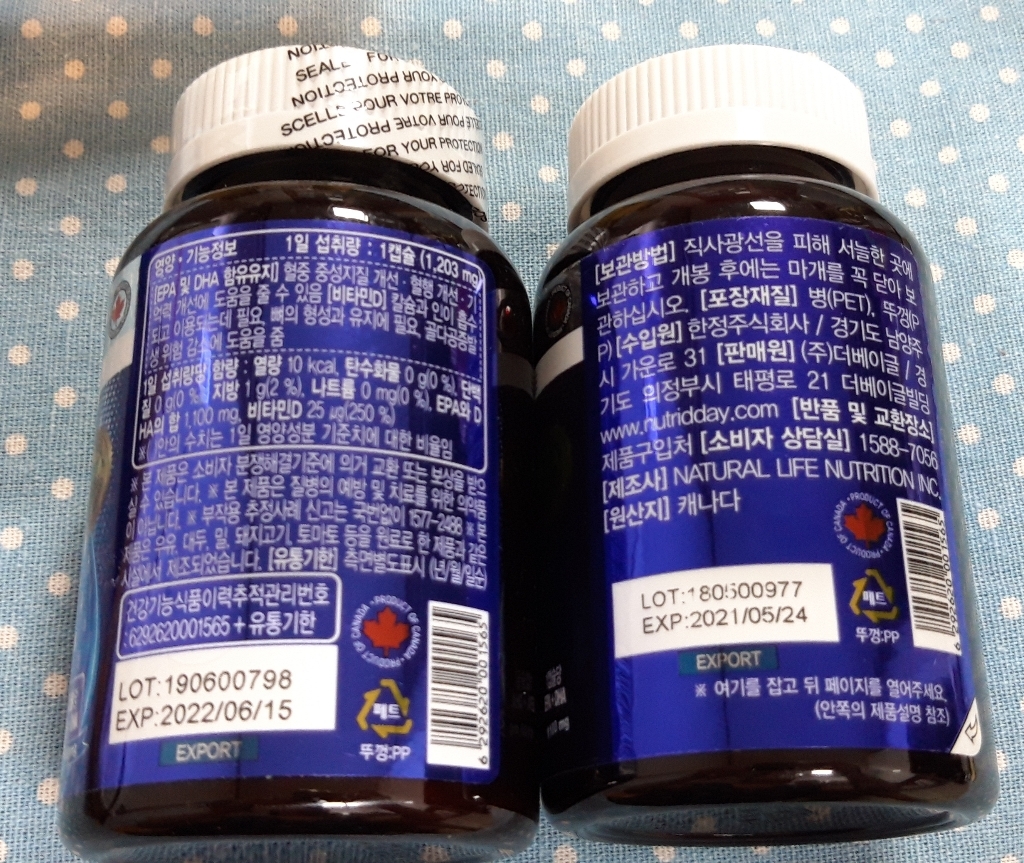 SEALED FOR YOUR PROTECTION
SCELLÉ POUR VOTRE PROTECTION
FOR YOUR PROTECTION
영양·기능정보 1일 섭취량 : 1캡슐 (1,203 mg)
[EPA 및 DHA 함유유지] 혈중 중성지질 개선·혈행 개선·기
억력 개선에 도움을 줄 수 있음 [비타민D] 칼슘과 인이 흡수
되고 이용되는데 필요, 뼈의 형성과 유지에 필요, 골다공증발
생 위험 감소에 도움을 줌
1일 섭취량당 함량 : 열량 10 kcal, 탄수화물 0 g(0 %), 단백
질 0 g(0 %), 지방 1 g(2 %), 나트륨 0 mg(0 %), EPA와 D
HA의 합 1,100 mg, 비타민D 25 μg(250 %)
※ ( )안의 수치는 1일 영양성분 기준치에 대한 비율임
※ 본 제품은 소비자 분쟁해결기준에 의거 교환 또는 보상을 받으
실 수 있습니다. ※ 본 제품은 질병의 예방 및 치료를 위한 의약품
이 아닙니다. ※ 부작용 추정사례 신고는 국번없이 1577-2488 ※ 본
제품은 우유, 대두, 밀, 돼지고기, 토마토 등을 원료로 한 제품과 같은
시설에서 제조되었습니다. [유통기한] 측면별도표시 (년/월/일순)
건강기능식품이력추적관리번호
: 6292620001565 + 유통기한
PRODUCT OF CANADA • PRODUCT OF CANADA •
LOT:190600798
EXP:2022/06/15
EXPORT
페트
뚜껑:PP
6292620 001565
[보관방법] 직사광선을 피해 서늘한 곳에
보관하고 개봉 후에는 마개를 꼭 닫아 보
관하십시오. [포장재질] 병(PET), 뚜껑(P
P) [수입원] 한정주식회사 / 경기도 남양주
시 가운로 31 [판매원] (주)더베이글 / 경
기도 의정부시 태평로 21 더베이글빌딩
www.nutridday.com [반품 및 교환장소]
제품구입처 [소비자 상담실] 1588-7056
[제조사] NATURAL LIFE NUTRITION INC.
[원산지] 캐나다
PRODUCT OF CANADA • PRODUCT OF CANADA •
LOT:180500977
EXP:2021/05/24
EXPORT
페트
뚜껑:PP
6292620 001565
※ 여기를 잡고 뒤 페이지를 열어주세요.
(안쪽의 제품설명 참조)